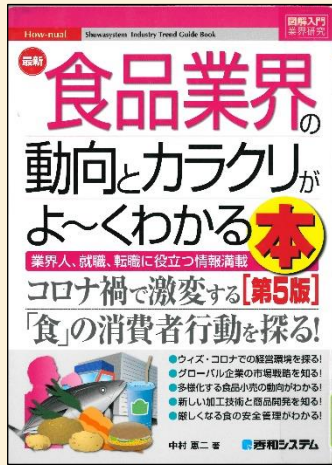 How-nual Shuwasystem Industry Trend Guide Book
図解入門
業界研究
最新
食品業界の
動向とカラクリが
よ~くわかる本
業界人、就職、転職に役立つ情報満載
コロナ禍で激変する[第5版]
「食」の消費者行動を探る!
●ウィズ・コロナでの経営環境を探る!
●グローバル企業の市場戦略を知る!
●多様化する食品小売の動向がわかる!
●新しい加工技術と商品開発を知る!
●厳しくなる食の安全管理がわかる!
中村 恵二 著
秀和システム